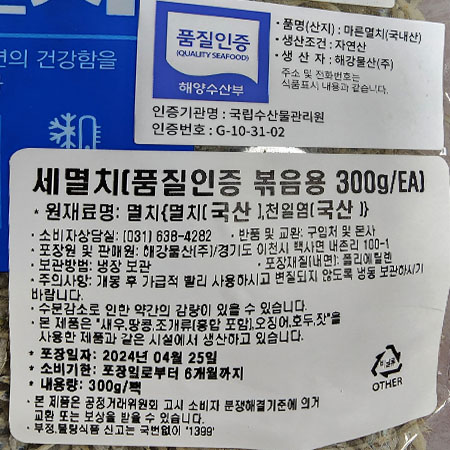 품질인증
(QUALITY SEAFOOD)
해양수산부
• 품명(산지) : 마른멸치(국내산)
• 생산조건 : 자연산
• 생 산 자 : 해강물산(주)
주소 및 전화번호는
식품표시 내용과 같습니다.
인증기관명 : 국립수산물관리원
인증번호 : G-10-31-02
면의 건강함을
세멸치(품질인증 볶음용 300g/EA)
* 원재료명: 멸치{멸치(국산),천일염(국산)}
• 소비자상담실: (031) 638-4282 • 반품 및 교환: 구입처 및 본사
• 포장원 및 판매원: 해강물산(주)/경기도 이천시 백사면 내촌리 100-1
• 보관방법: 냉장 보관 • 포장재질(내면): 폴리에틸렌
• 주의사항: 개봉 후 가급적 빨리 사용하시고 변질되지 않도록 냉동 보관하시기
바랍니다.
• 수분감소로 인한 약간의 감량이 있을 수 있습니다.
• 본 제품은 "새우,땅콩,조개류(홍합 포함),오징어,호두,잣"을
사용한 제품과 같은 시설에서 생산하고 있습니다.
* 포장일자: 2024년 04월 25일
* 소비기한: 포장일로부터 6개월까지
* 내용량: 300g/팩
• 본 제품은 공정거래위원회 고시 소비자 분쟁해결기준에 의거
교환 또는 보상을 받을 수 있습니다.
• 부정,불량식품 신고는 국번없이 "1399"
비닐류
OTHER